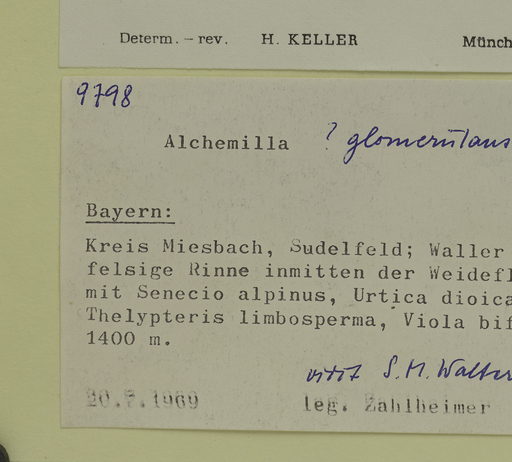 Determ. – rev. H. KELLER Münch
9798
Alchemilla ? glomerulans
Bayern:
Kreis Miesbach, Sudelfeld; Waller
felsige Rinne inmitten der Weidefl
mit Senecio alpinus, Urtica dioica
Thelypteris limbosperma, Viola bif
1400 m.
vidit S. M. Walter
20.7.1969 leg. Zahlheimer